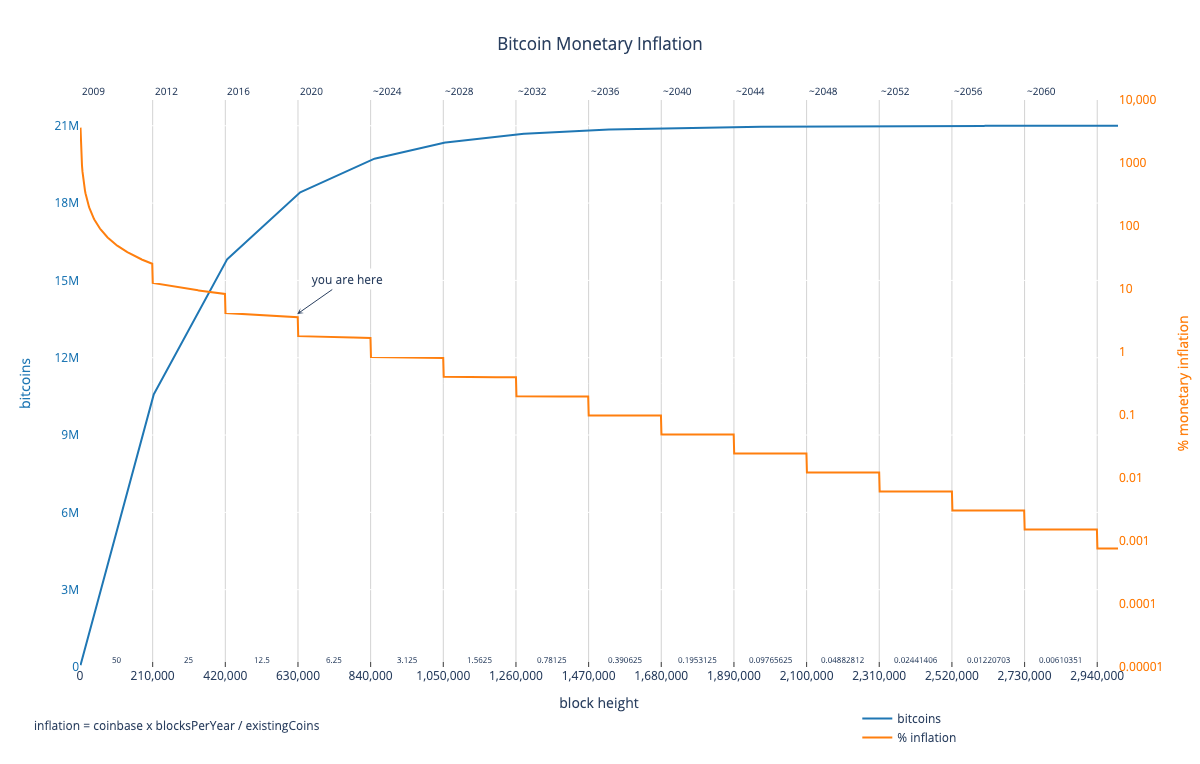 Bitcoin Monetary Inflation
2009 2012 2016 2020 ~2024 ~2028 ~2032 ~2036 ~2040 ~2044 ~2048 ~2052 ~2056 ~2060
10,000
21M
1000
18M
100
15M
you are here
10
12M
1
bitcoins
% monetary inflation
0.1
9M
0.01
6M
0.001
3M
0.0001
50 25 12.5 6.25 3.125 1.5625 0.78125 0.390625 0.1953125 0.09765625 0.04882812 0.02441406 0.01220703 0.00610351
0
0.00001
0 210,000 420,000 630,000 840,000 1,050,000 1,260,000 1,470,000 1,680,000 1,890,000 2,100,000 2,310,000 2,520,000 2,730,000 2,940,000
block height
inflation = coinbase x blocksPerYear / existingCoins
bitcoins
% inflation